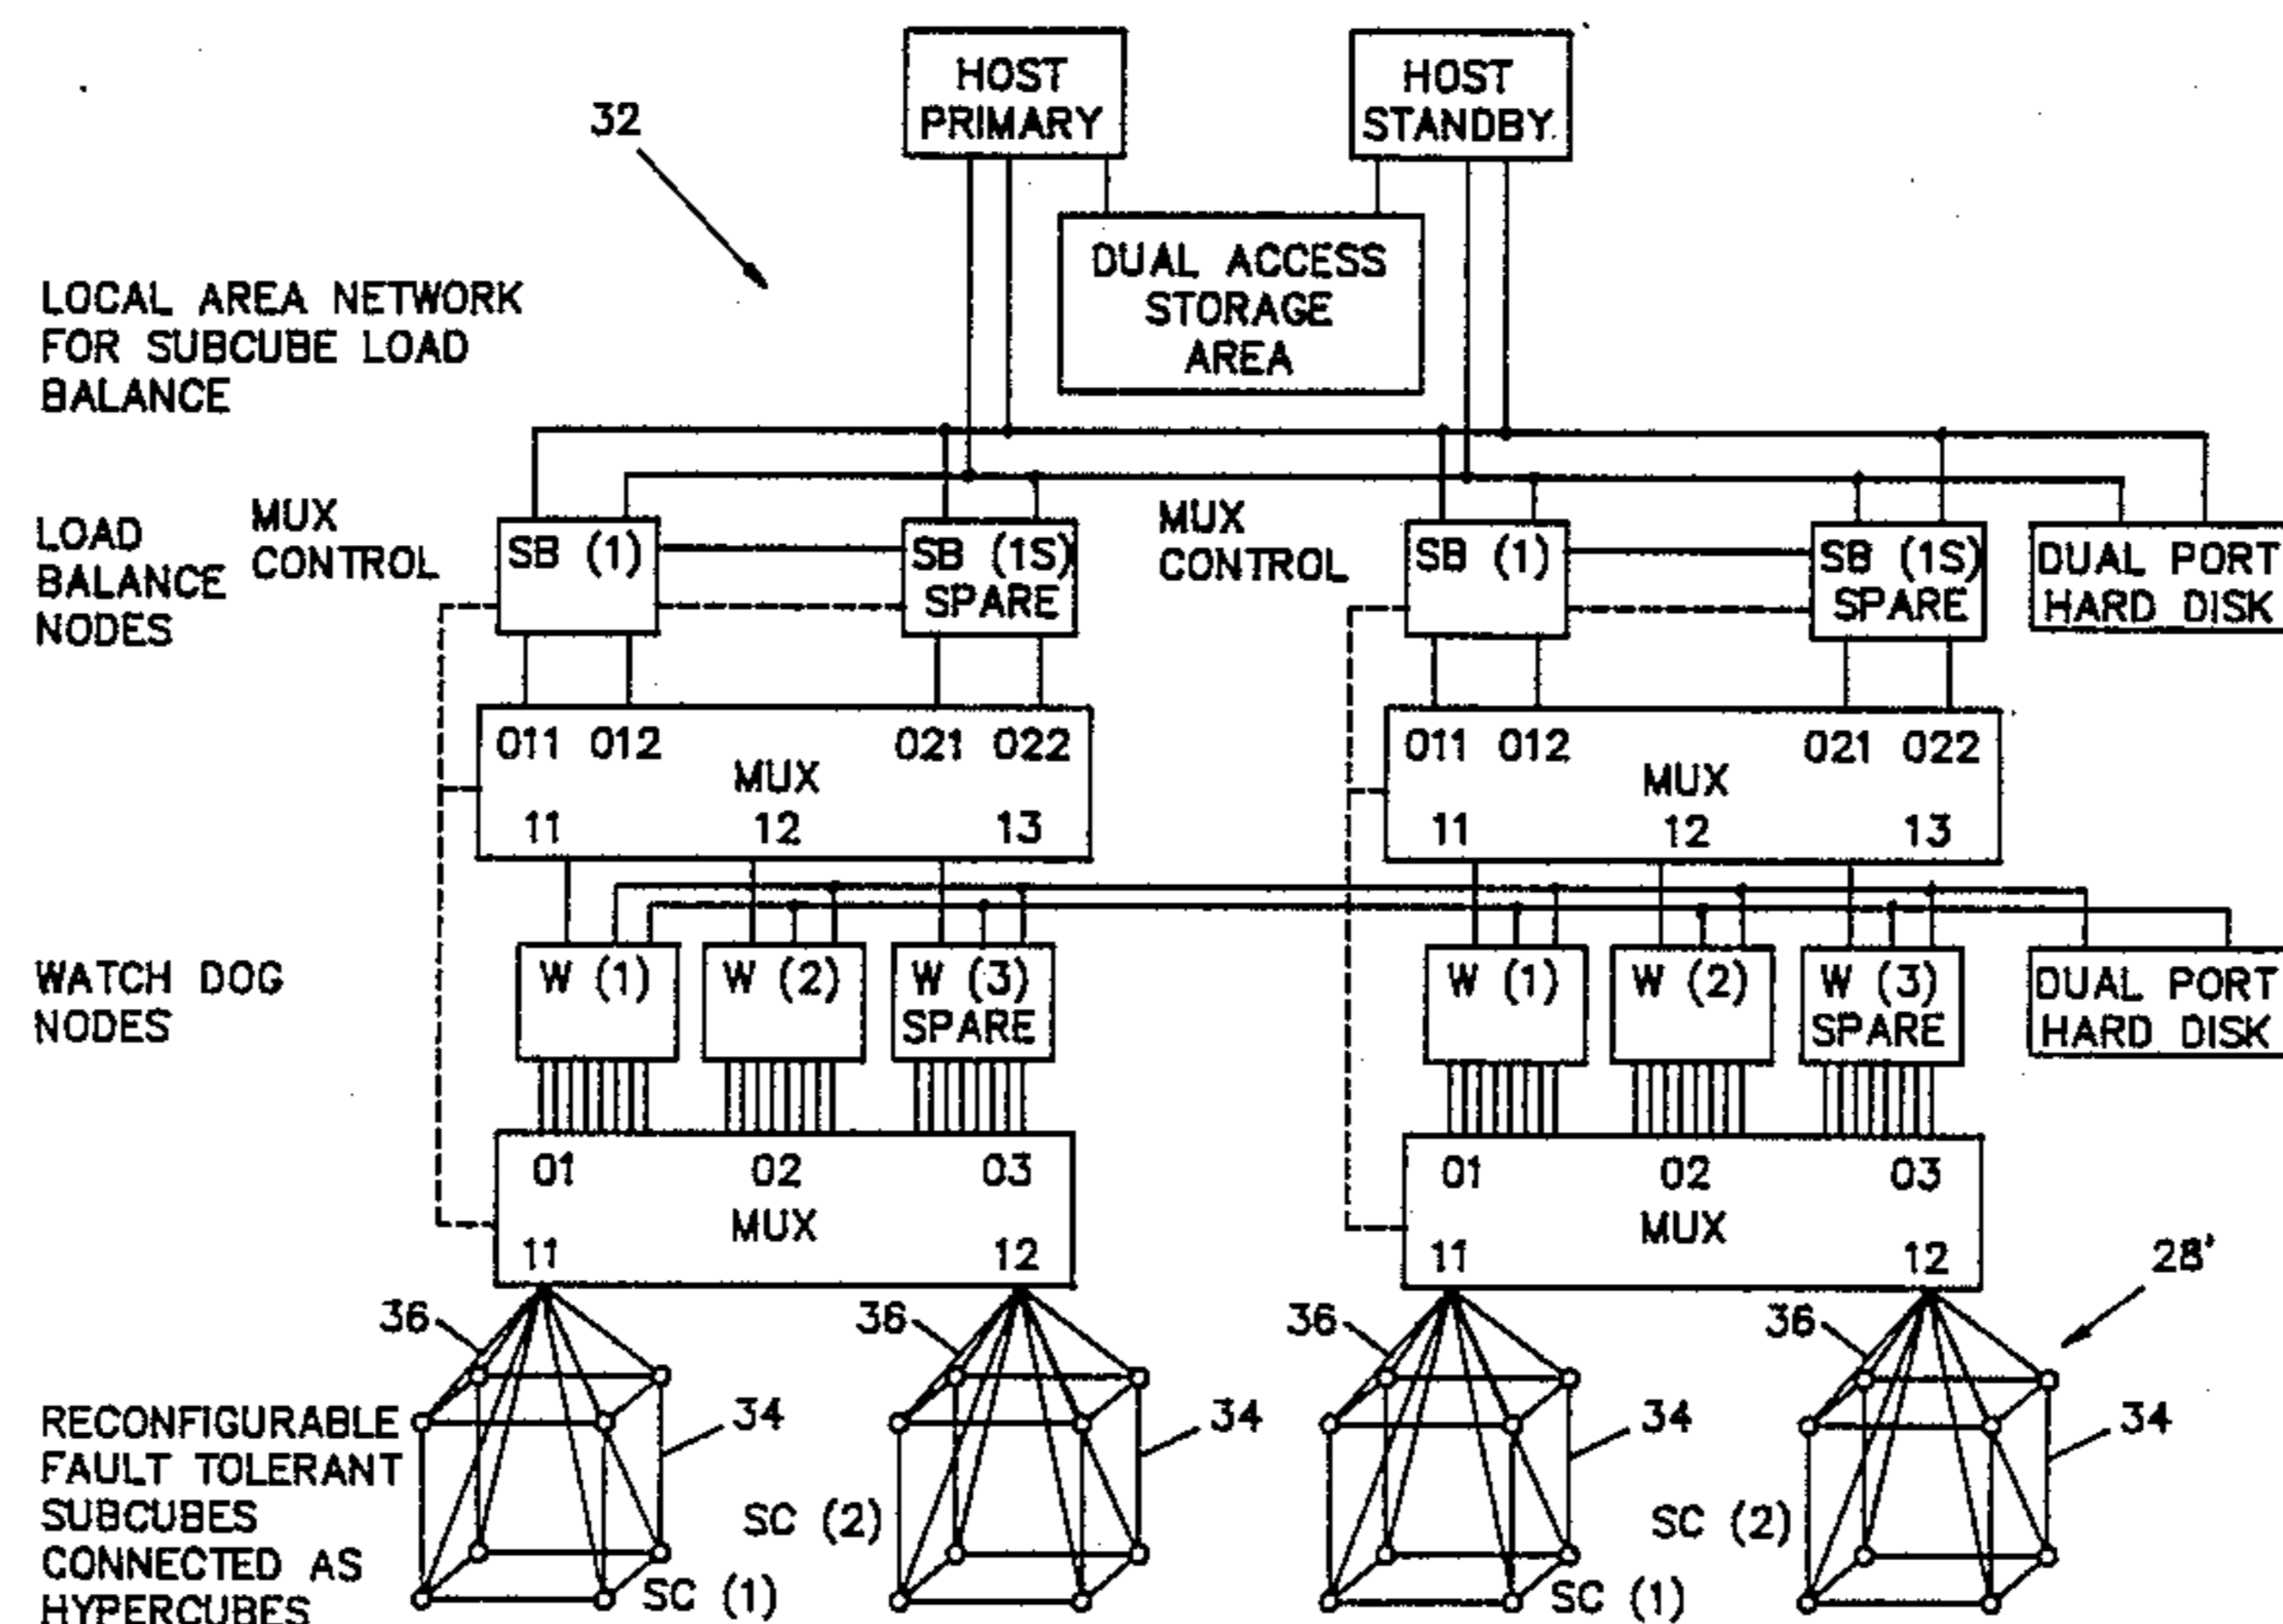 HOST
PRIMARY
HOST
STANDBY
32
DUAL ACCESS
STORAGE
AREA
LOCAL AREA NETWORK
FOR SUBCUBE LOAD
BALANCE
LOAD
BALANCE
NODES
MUX
CONTROL
SB (1)
SB (1S)
SPARE
MUX
CONTROL
SB (1)
SB (1S)
SPARE
DUAL PORT
HARD DISK
011 012 021 022
MUX
11 12 13
011 012 021 022
MUX
11 12 13
WATCH DOG
NODES
W (1)
W (2)
W (3)
SPARE
W (1)
W (2)
W (3)
SPARE
DUAL PORT
HARD DISK
01 02 03
MUX
11 12
01 02 03
MUX
11 12
28'
36
36
36
36
34
34
34
34
RECONFIGURABLE
FAULT TOLERANT
SUBCUBES
CONNECTED AS
HYPERCUBES
SC (1)
SC (2)
SC (1)
SC (2)